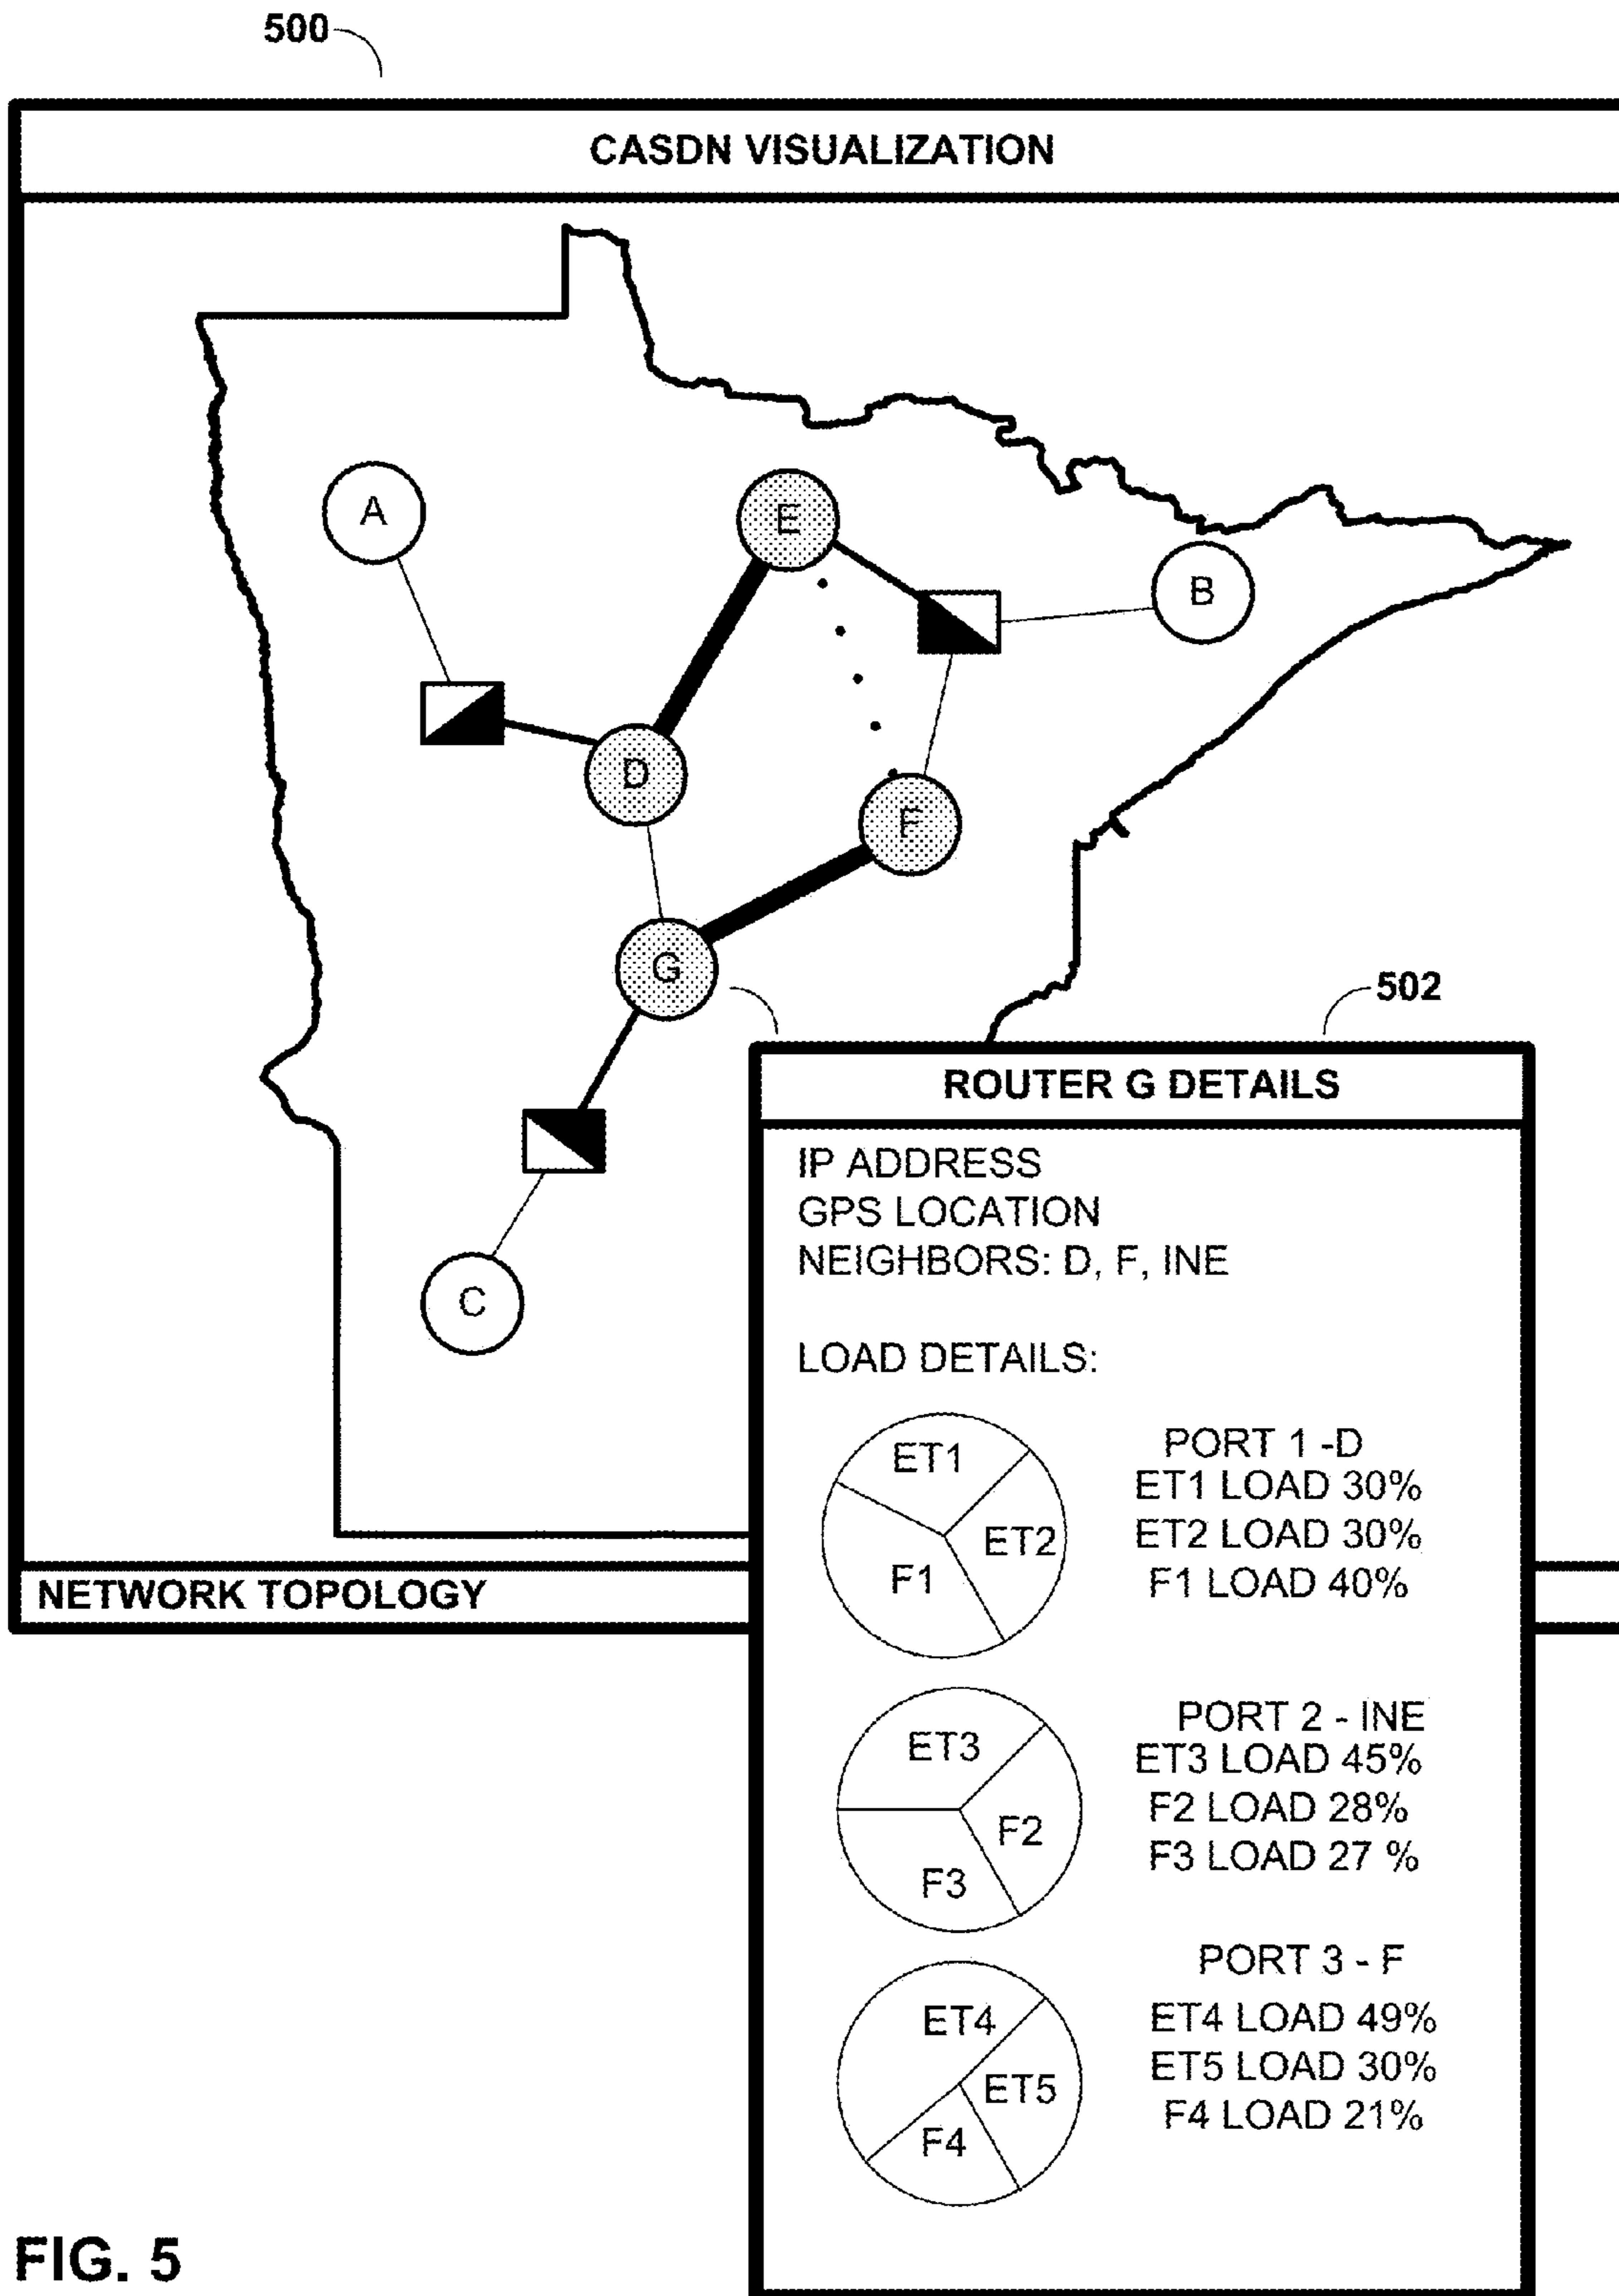 500
CASDN VISUALIZATION
A
E
B
D
F
G
502
ROUTER G DETAILS
IP ADDRESS
GPS LOCATION
NEIGHBORS: D, F, INE
C
LOAD DETAILS:
ET1
ET2
F1
PORT 1 -D
ET1 LOAD 30%
ET2 LOAD 30%
F1 LOAD 40%
NETWORK TOPOLOGY
ET3
F2
F3
PORT 2 - INE
ET3 LOAD 45%
F2 LOAD 28%
F3 LOAD 27 %
ET4
ET5
F4
PORT 3 - F
ET4 LOAD 49%
ET5 LOAD 30%
F4 LOAD 21%
FIG. 5